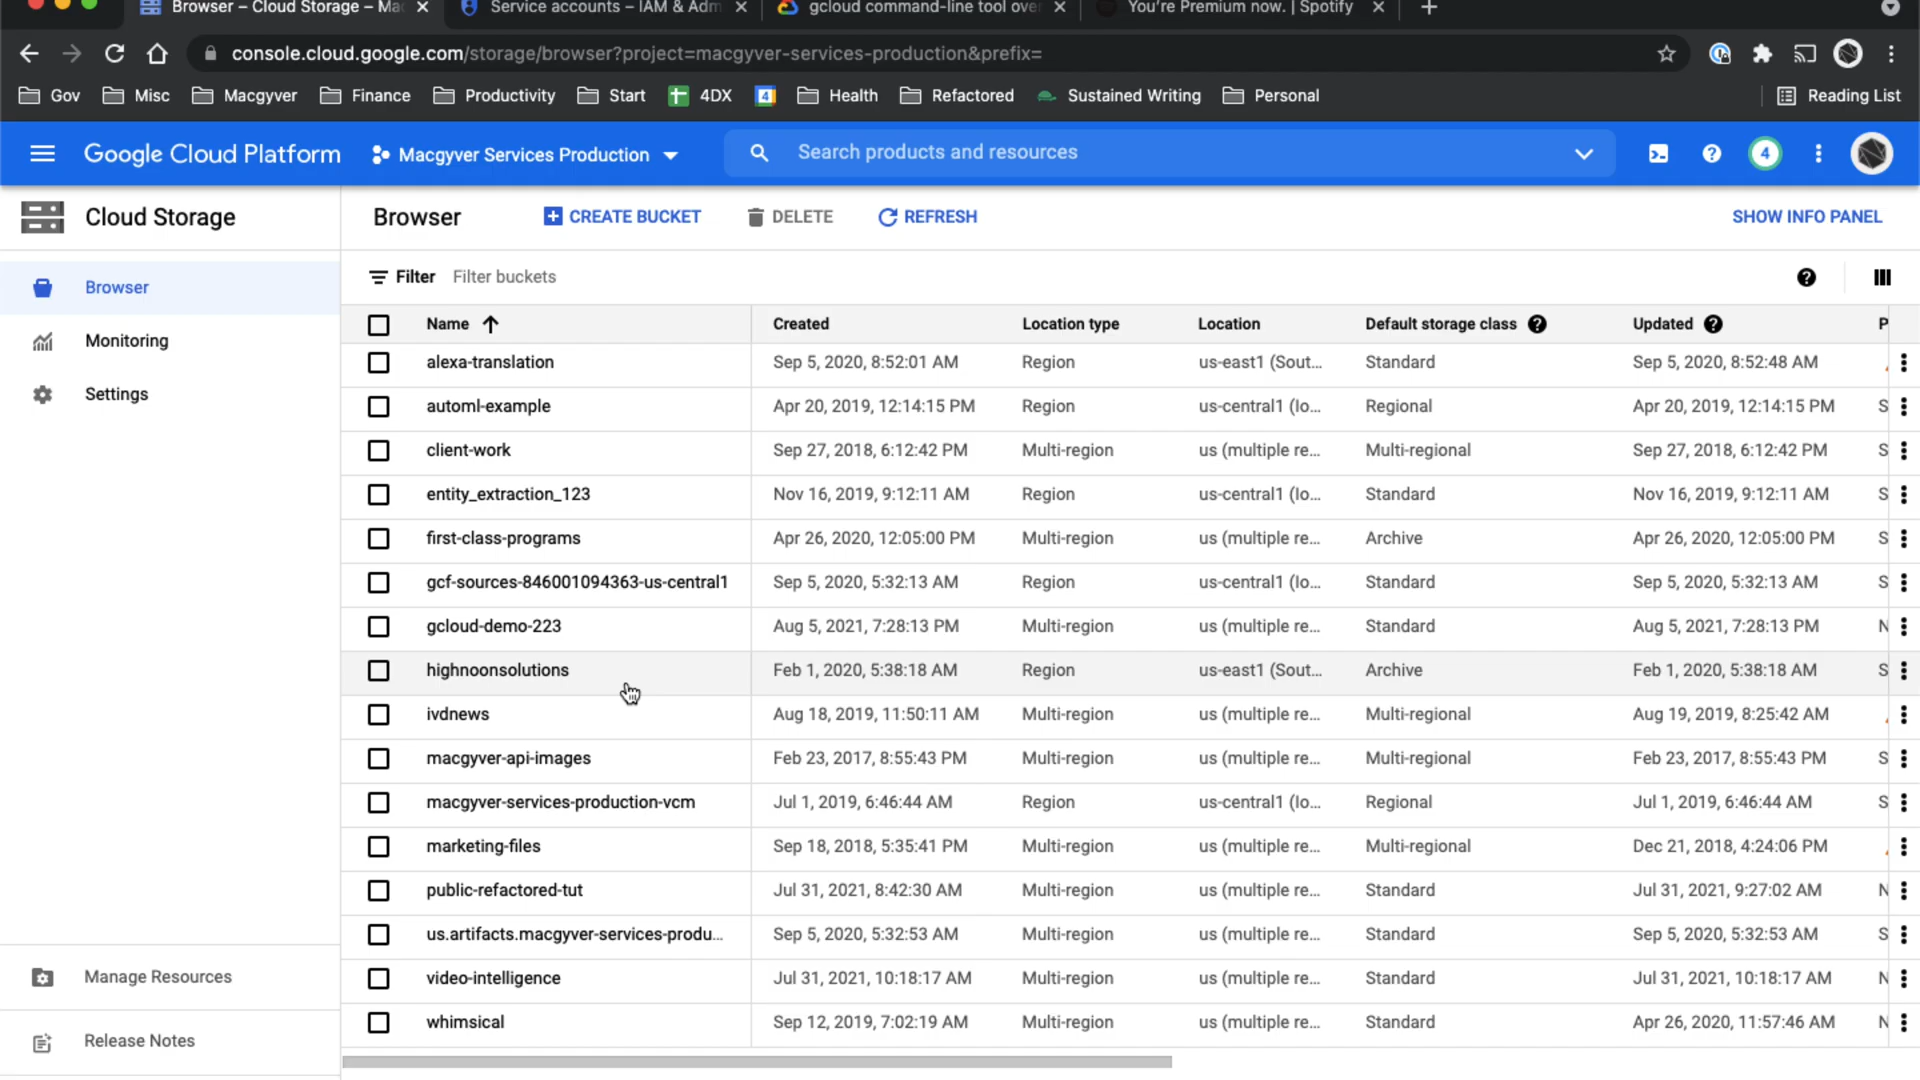 Browser – Cloud Storage – Ma
Service accounts – IAM & Adm
gcloud command-line tool over
You're Premium now. | Spotify
console.cloud.google.com/storage/browser?project=macgyver-services-production&prefix=
Gov Misc Macgyver Finance Productivity Start 4DX 4 Health Refactored Sustained Writing Personal Reading List
Google Cloud Platform Macgyver Services Production Search products and resources 4
Cloud Storage Browser CREATE BUCKET DELETE REFRESH SHOW INFO PANEL
Browser
Monitoring
Settings
Manage Resources
Release Notes
Filter Filter buckets
Name Created Location type Location Default storage class Updated P
alexa-translation Sep 5, 2020, 8:52:01 AM Region us-east1 (Sout... Standard Sep 5, 2020, 8:52:48 AM
automl-example Apr 20, 2019, 12:14:15 PM Region us-central1 (Io... Regional Apr 20, 2019, 12:14:15 PM S
client-work Sep 27, 2018, 6:12:42 PM Multi-region us (multiple re... Multi-regional Sep 27, 2018, 6:12:42 PM S
entity_extraction_123 Nov 16, 2019, 9:12:11 AM Region us-central1 (Io... Standard Nov 16, 2019, 9:12:11 AM S
first-class-programs Apr 26, 2020, 12:05:00 PM Multi-region us (multiple re... Archive Apr 26, 2020, 12:05:00 PM S
gcf-sources-846001094363-us-central1 Sep 5, 2020, 5:32:13 AM Region us-central1 (Io... Standard Sep 5, 2020, 5:32:13 AM S
gcloud-demo-223 Aug 5, 2021, 7:28:13 PM Multi-region us (multiple re... Standard Aug 5, 2021, 7:28:13 PM N
highnoonsolutions Feb 1, 2020, 5:38:18 AM Region us-east1 (Sout... Archive Feb 1, 2020, 5:38:18 AM S
ivdnews Aug 18, 2019, 11:50:11 AM Multi-region us (multiple re... Multi-regional Aug 19, 2019, 8:25:42 AM
macgyver-api-images Feb 23, 2017, 8:55:43 PM Multi-region us (multiple re... Multi-regional Feb 23, 2017, 8:55:43 PM S
macgyver-services-production-vcm Jul 1, 2019, 6:46:44 AM Region us-central1 (Io... Regional Jul 1, 2019, 6:46:44 AM S
marketing-files Sep 18, 2018, 5:35:41 PM Multi-region us (multiple re... Multi-regional Dec 21, 2018, 4:24:06 PM
public-refactored-tut Jul 31, 2021, 8:42:30 AM Multi-region us (multiple re... Standard Jul 31, 2021, 9:27:02 AM N
us.artifacts.macgyver-services-produ... Sep 5, 2020, 5:32:53 AM Multi-region us (multiple re... Standard Sep 5, 2020, 5:32:53 AM S
video-intelligence Jul 31, 2021, 10:18:17 AM Multi-region us (multiple re... Standard Jul 31, 2021, 10:18:17 AM N
whimsical Sep 12, 2019, 7:02:19 AM Multi-region us (multiple re... Standard Apr 26, 2020, 11:57:46 AM N